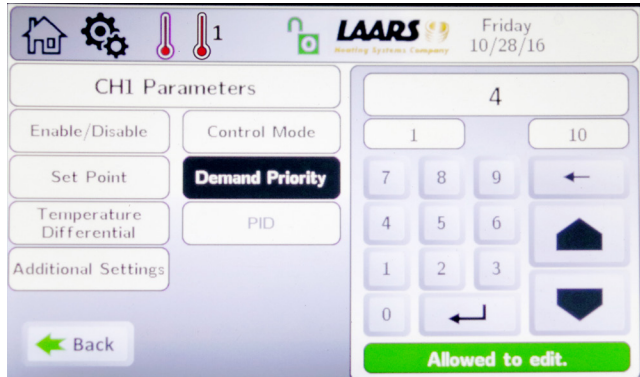 1
LAARS
Heating Systems Company
Friday
10/28/16
CH1 Parameters
Enable/Disable
Control Mode
Set Point
Demand Priority
Temperature
Differential
PID
Additional Settings
Back
4
1
10
7
8
9
4
5
6
1
2
3
0
Allowed to edit.